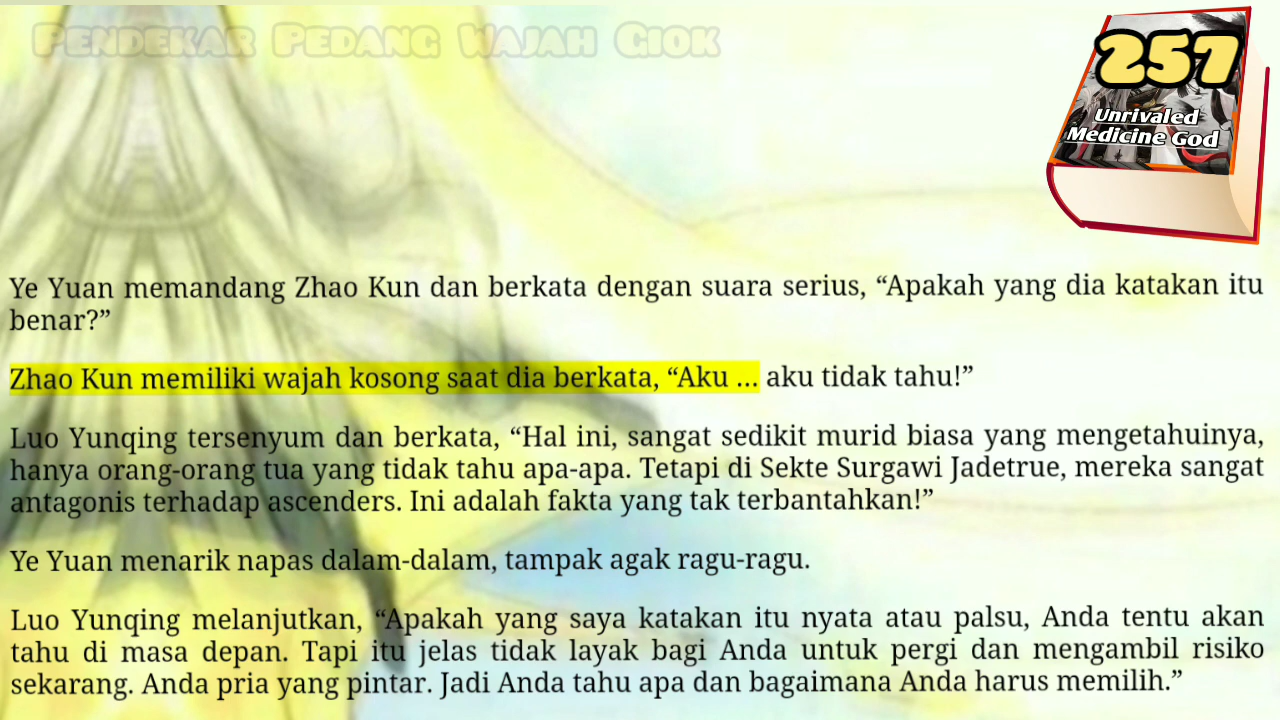 Pendekar Pedang Wajah Giok
257
Unrivaled
Medicine God
Ye Yuan memandang Zhao Kun dan berkata dengan suara serius, “Apakah yang dia katakan itu
benar?”
Zhao Kun memiliki wajah kosong saat dia berkata, “Aku ... aku tidak tahu!”
Luo Yunqing tersenyum dan berkata, “Hal ini, sangat sedikit murid biasa yang mengetahuinya,
hanya orang-orang tua yang tidak tahu apa-apa. Tetapi di Sekte Surgawi Jadetrue, mereka sangat
antagonis terhadap ascenders. Ini adalah fakta yang tak terbantahkan!”
Ye Yuan menarik napas dalam-dalam, tampak agak ragu-ragu.
Luo Yunqing melanjutkan, “Apakah yang saya katakan itu nyata atau palsu, Anda tentu akan
tahu di masa depan. Tapi itu jelas tidak layak bagi Anda untuk pergi dan mengambil risiko
sekarang. Anda pria yang pintar. Jadi Anda tahu apa dan bagaimana Anda harus memilih.”